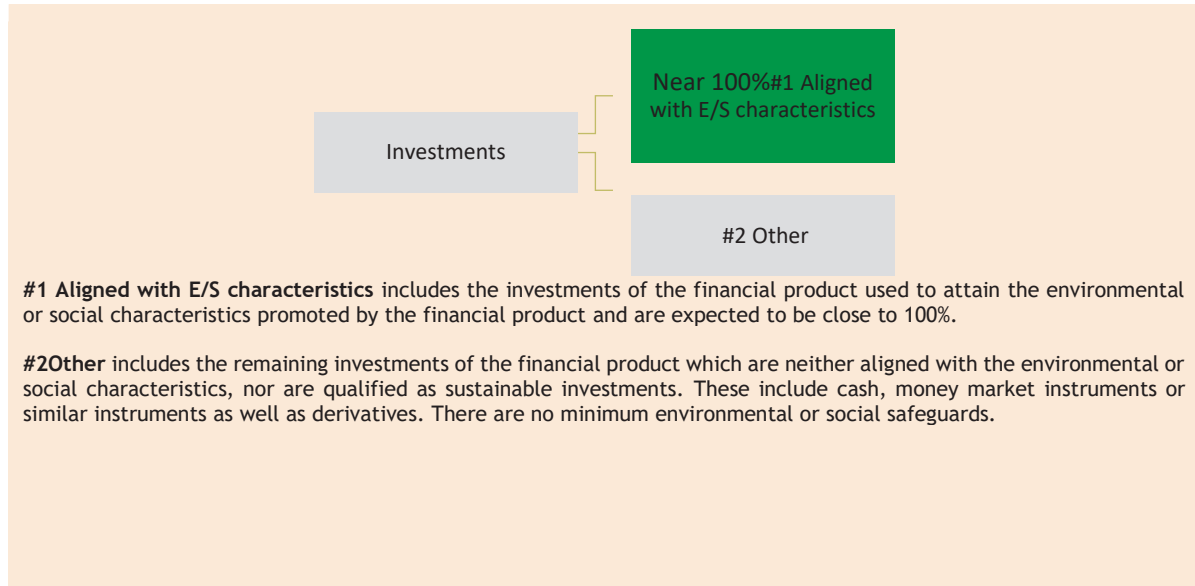 Near 100%#1 Aligned
with E/S characteristics
Investments
#2 Other
#1 Aligned with E/S characteristics includes the investments of the financial product used to attain the environmental
or social characteristics promoted by the financial product and are expected to be close to 100%.
#2Other includes the remaining investments of the financial product which are neither aligned with the environmental or
social characteristics, nor are qualified as sustainable investments. These include cash, money market instruments or
similar instruments as well as derivatives. There are no minimum environmental or social safeguards.